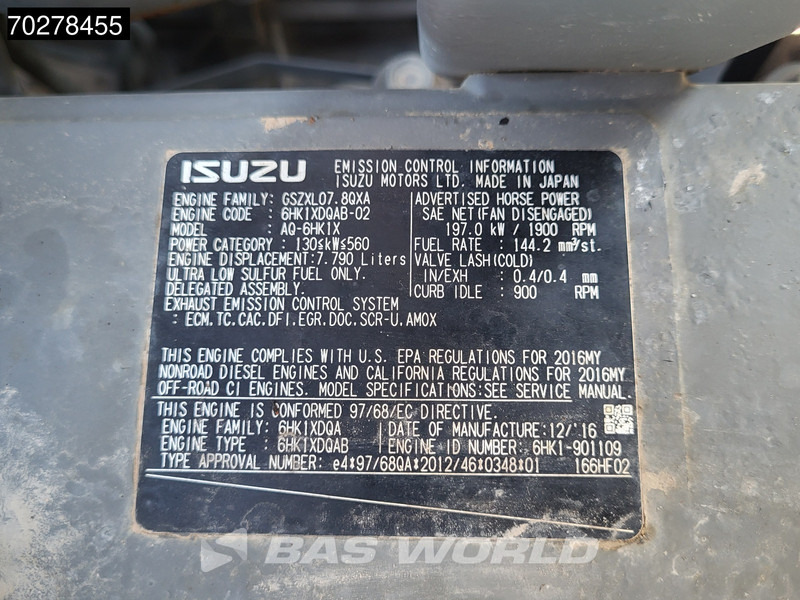 70278455
ISUZU EMISSION CONTROL INFORMATION
ISUZU MOTORS LTD. MADE IN JAPAN
ENGINE FAMILY: GSZXL07.8QXA ADVERTISED HORSE POWER
ENGINE CODE : 6HK1XDQAB-02 SAE NET(FAN DISENGAGED)
MODEL : AQ-6HK1X 197.0 kW / 1900 RPM
POWER CATEGORY : 130≤kW≤560 FUEL RATE : 144.2 mm³/st.
ENGINE DISPLACEMENT:7.790 Liters VALVE LASH(COLD)
ULTRA LOW SULFUR FUEL ONLY. IN/EXH : 0.4/0.4 mm
DELEGATED ASSEMBLY. CURB IDLE : 900 RPM
EXHAUST EMISSION CONTROL SYSTEM
: ECM.TC.CAC.DFI.EGR.DOC.SCR-U.AMOX
THIS ENGINE COMPLIES WITH U.S. EPA REGULATIONS FOR 2016MY
NONROAD DIESEL ENGINES AND CALIFORNIA REGULATIONS FOR 2016MY
OFF-ROAD CI ENGINES. MODEL SPECIFICATIONS:SEE SERVICE MANUAL.
THIS ENGINE IS CONFORMED 97/68/EC DIRECTIVE.
ENGINE FAMILY: 6HK1XDQA DATE OF MANUFACTURE:12/'16
ENGINE TYPE : 6HK1XDQAB ENGINE ID NUMBER: 6HK1-901109
TYPE APPROVAL NUMBER: e4*97/68QA*2012/46*0348*01 166HF02
BAS WORLD